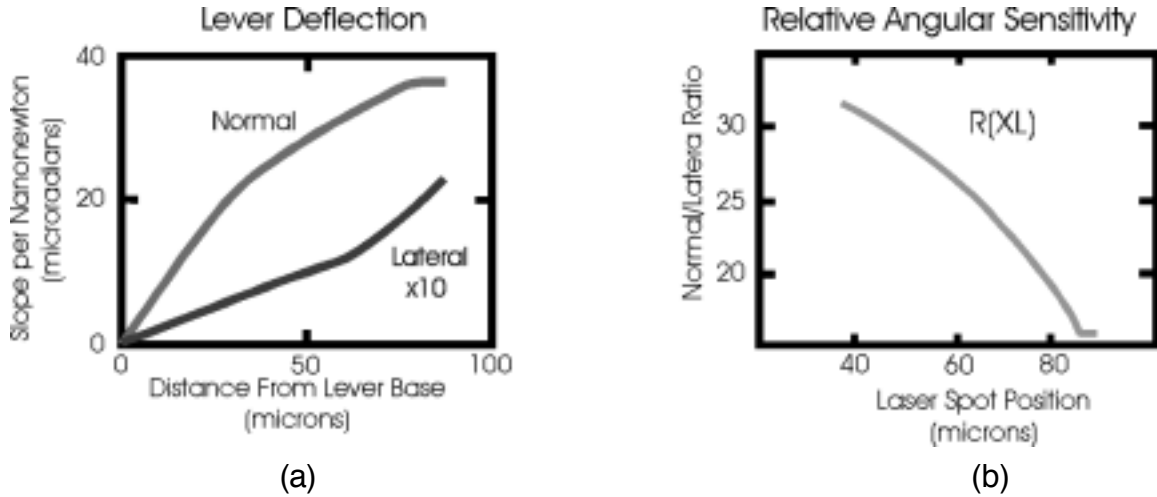 Lever Deflection
Slope per Nanonewton
(microradians)
40
20
0
Normal
Lateral
x10
0
50
100
Distance From Lever Base
(microns)
(a)
Relative Angular Sensitivity
Normal/Latera Ratio
30
25
20
R(XL)
40
60
80
Laser Spot Position
(microns)
(b)